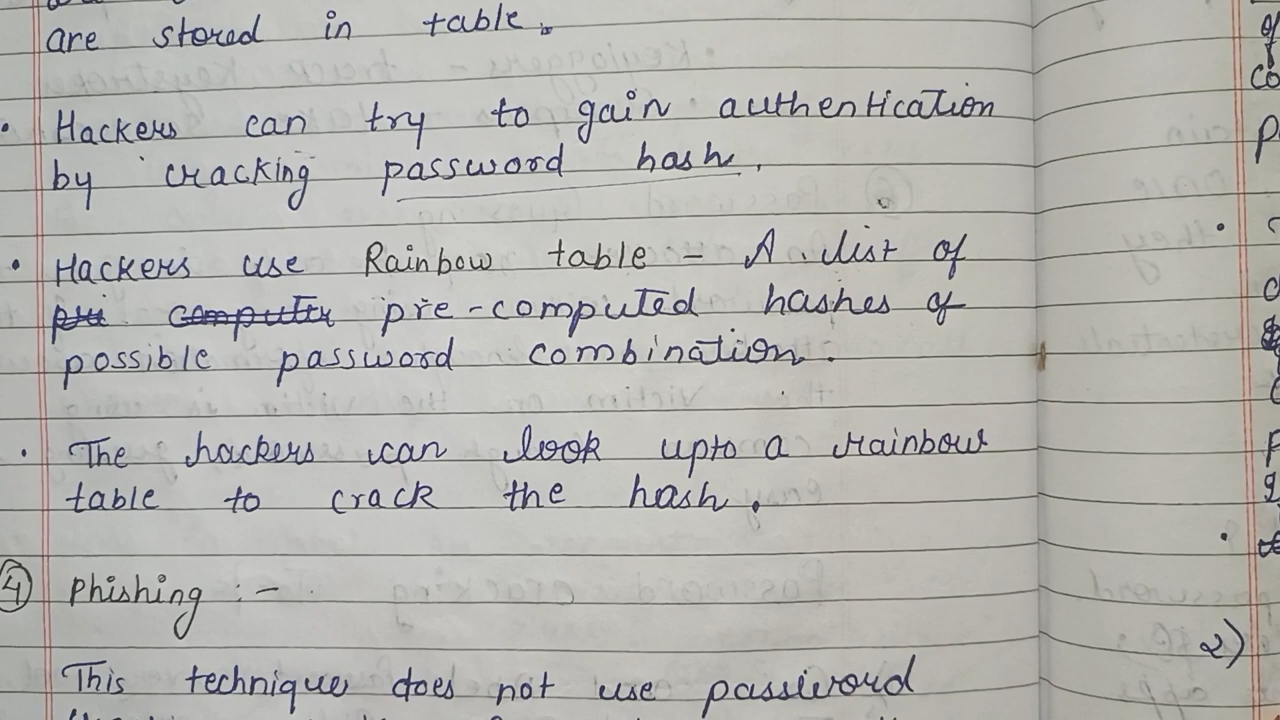 are stored in table.
• Hackers can try to gain authentication
by cracking password hash.
• Hackers use Rainbow table - A list of
pre-computed hashes of
possible password combination.
• The hackers can look upto a rainbow
table to crack the hash.
④ Phishing :-
This technique does not use password
2)